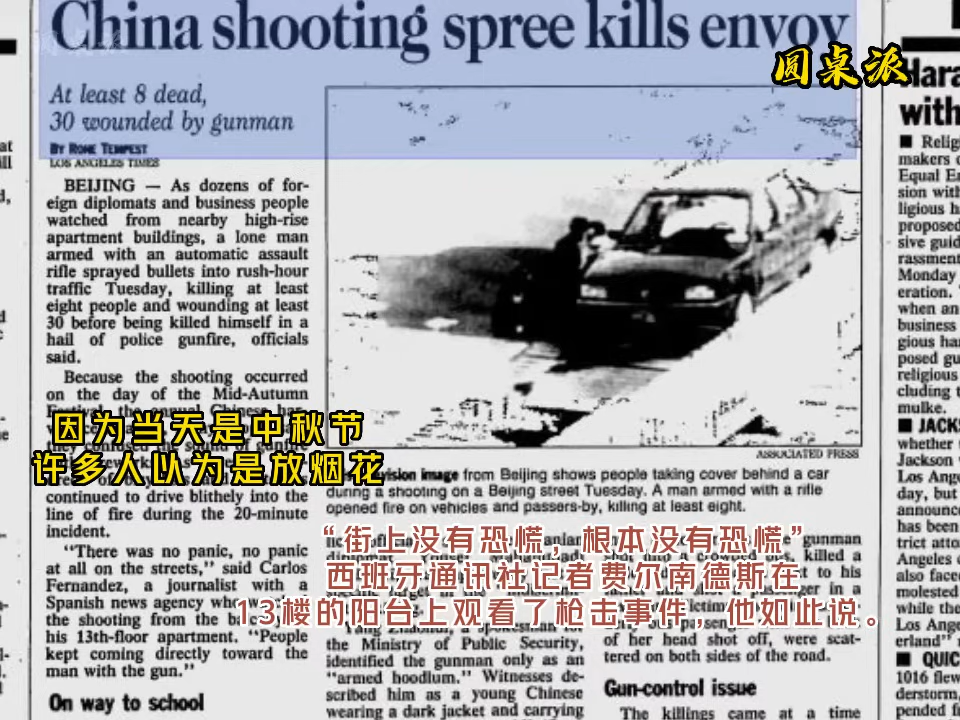 China shooting spree kills envoy
圆桌派
At least 8 dead,
30 wounded by gunman
By RONE TEMPEST
LOS ANGELES TIMES
BEIJING — As dozens of for-
eign diplomats and business people
watched from nearby high-rise
apartment buildings, a lone man
armed with an automatic assault
rifle sprayed bullets into rush-hour
traffic Tuesday, killing at least
eight people and wounding at least
30 before being killed himself in a
hail of police gunfire, officials
said.
Because the shooting occurred
on the day of the Mid-Autumn
因为当天是中秋节
许多人以为是放烟花
continued to drive blithely into the
line of fire during the 20-minute
incident.
"There was no panic, no panic
at all on the streets," said Carlos
Fernandez, a journalist with a
Spanish news agency who
the shooting from the
his 13th-floor apartment. "People
kept coming directly toward the
man with the gun."
On way to school
ASSOCIATED PRESS
image from Beijing shows people taking cover behind a car
during a shooting on a Beijing street Tuesday. A man armed with a rifle
opened fire on vehicles and passers-by, killing at least eight.
“街上没有恐慌，根本没有恐慌”
西班牙通讯社记者费尔南德斯在
13楼的阳台上观看了枪击事件，他如此说。
the Ministry of Public Security,
identified the gunman only as an
"armed hoodlum." Witnesses de-
scribed him as a young Chinese
wearing a dark jacket and carrying
gunman
killed a
to his
of her head shot off, were scat-
tered on both sides of the road.
Gun-control issue
The killings came at a time
with
■ Relig
makers o
Equal En
sion with
ligious h
proposed
sive guid
rassment
Monday
eration.
when an
business
gious har
posed gu
religious
cluding t
mulke.
■ JACKS
whether
Jackson
Los Ange
day, but
announce
has been
trict atto
Angeles
also face
molested
while the
Los Ange
erland"
■ QUIC
1016 flew
derstorm,
pended fr